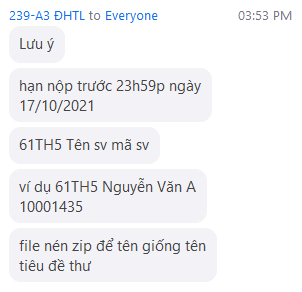 239-A3 ĐHTL to Everyone 03:53 PM
Lưu ý
hạn nộp trước 23h59p ngày
17/10/2021
61TH5 Tên sv mã sv
ví dụ 61TH5 Nguyễn Văn A
10001435
file nén zip để tên giống tên
tiêu đề thư